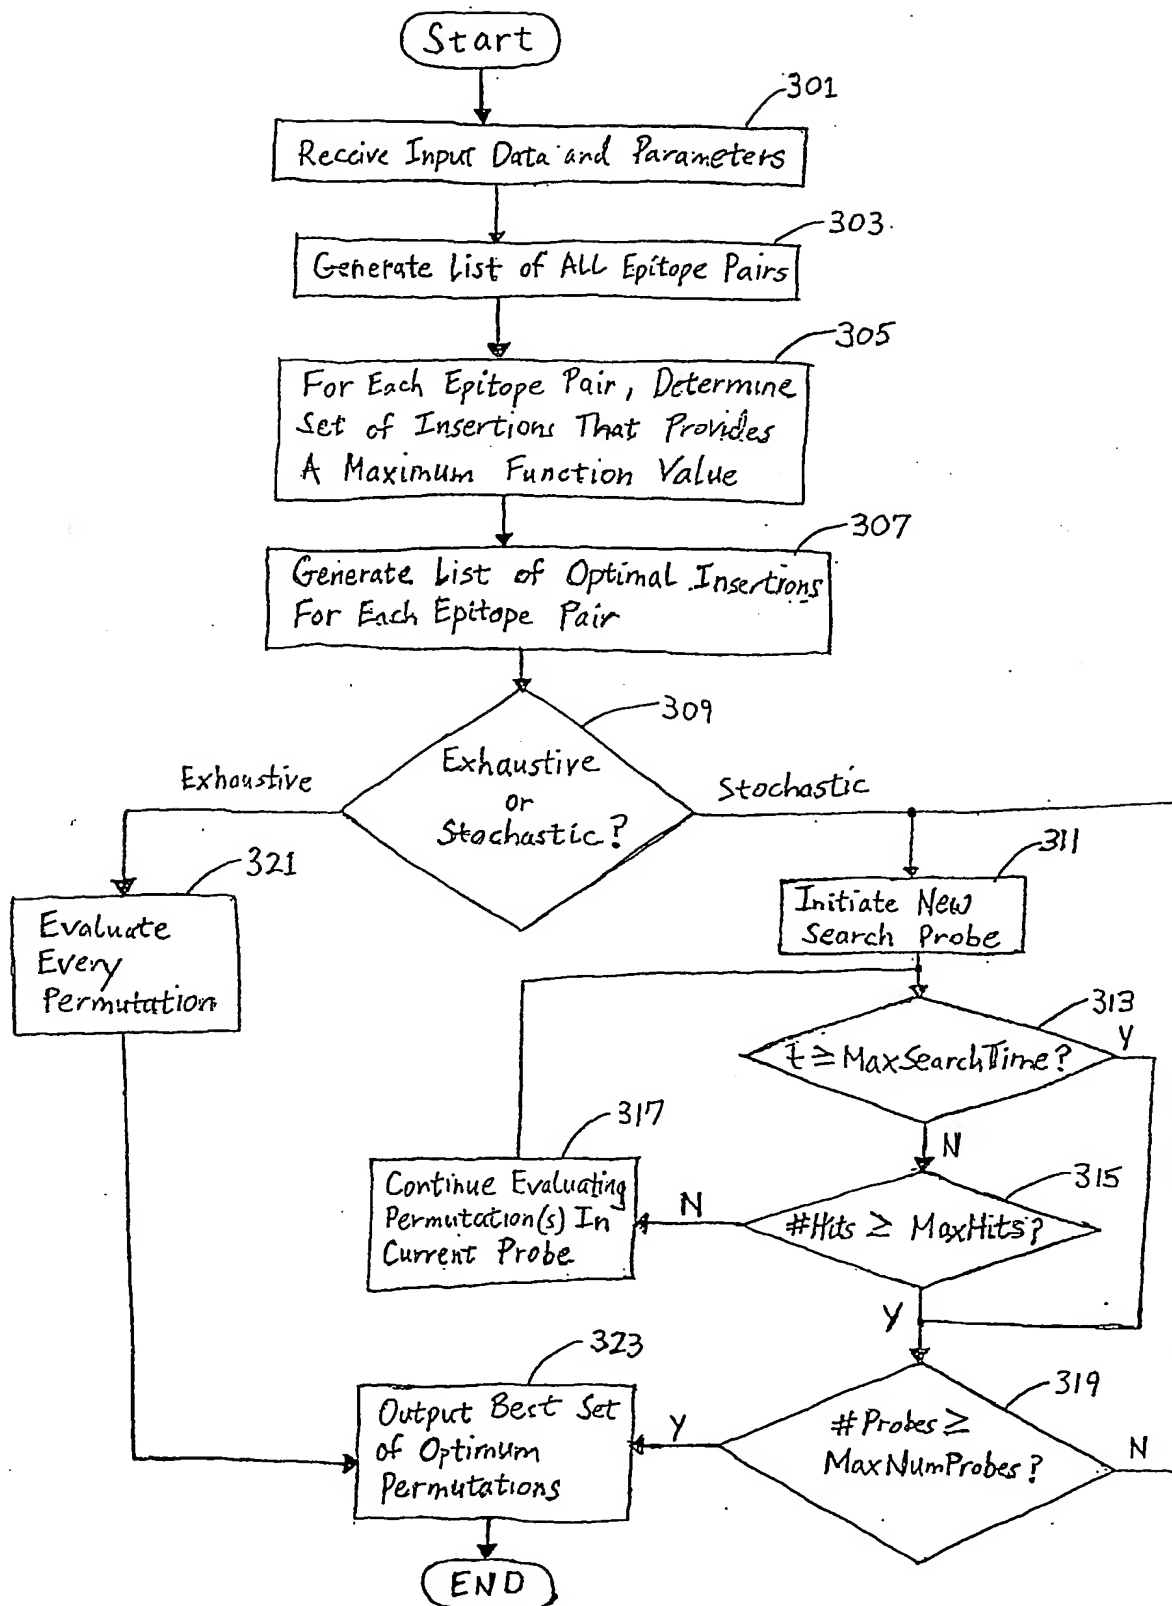 Start
301
Receive Input Data and Parameters
303.
Generate List of All Epitope Pairs
305
For Each Epitope Pair, Determine
Set of Insertions That Provides
A Maximum Function Value
307
Generate List of Optimal Insertions
For Each Epitope Pair
309
Exhaustive
or
Stochastic?
Exhaustive
Stochastic
321
Evaluate
Every
Permutation
311
Initiate New
Search Probe
313
t ≥ MaxSearchTime?
Y
N
317
Continue Evaluating
Permutation(s) In
Current Probe
315
#Hits ≥ MaxHits?
N
Y
323
Output Best Set
of Optimum
Permutations
319
#Probes ≥
MaxNumProbes?
Y
N
END